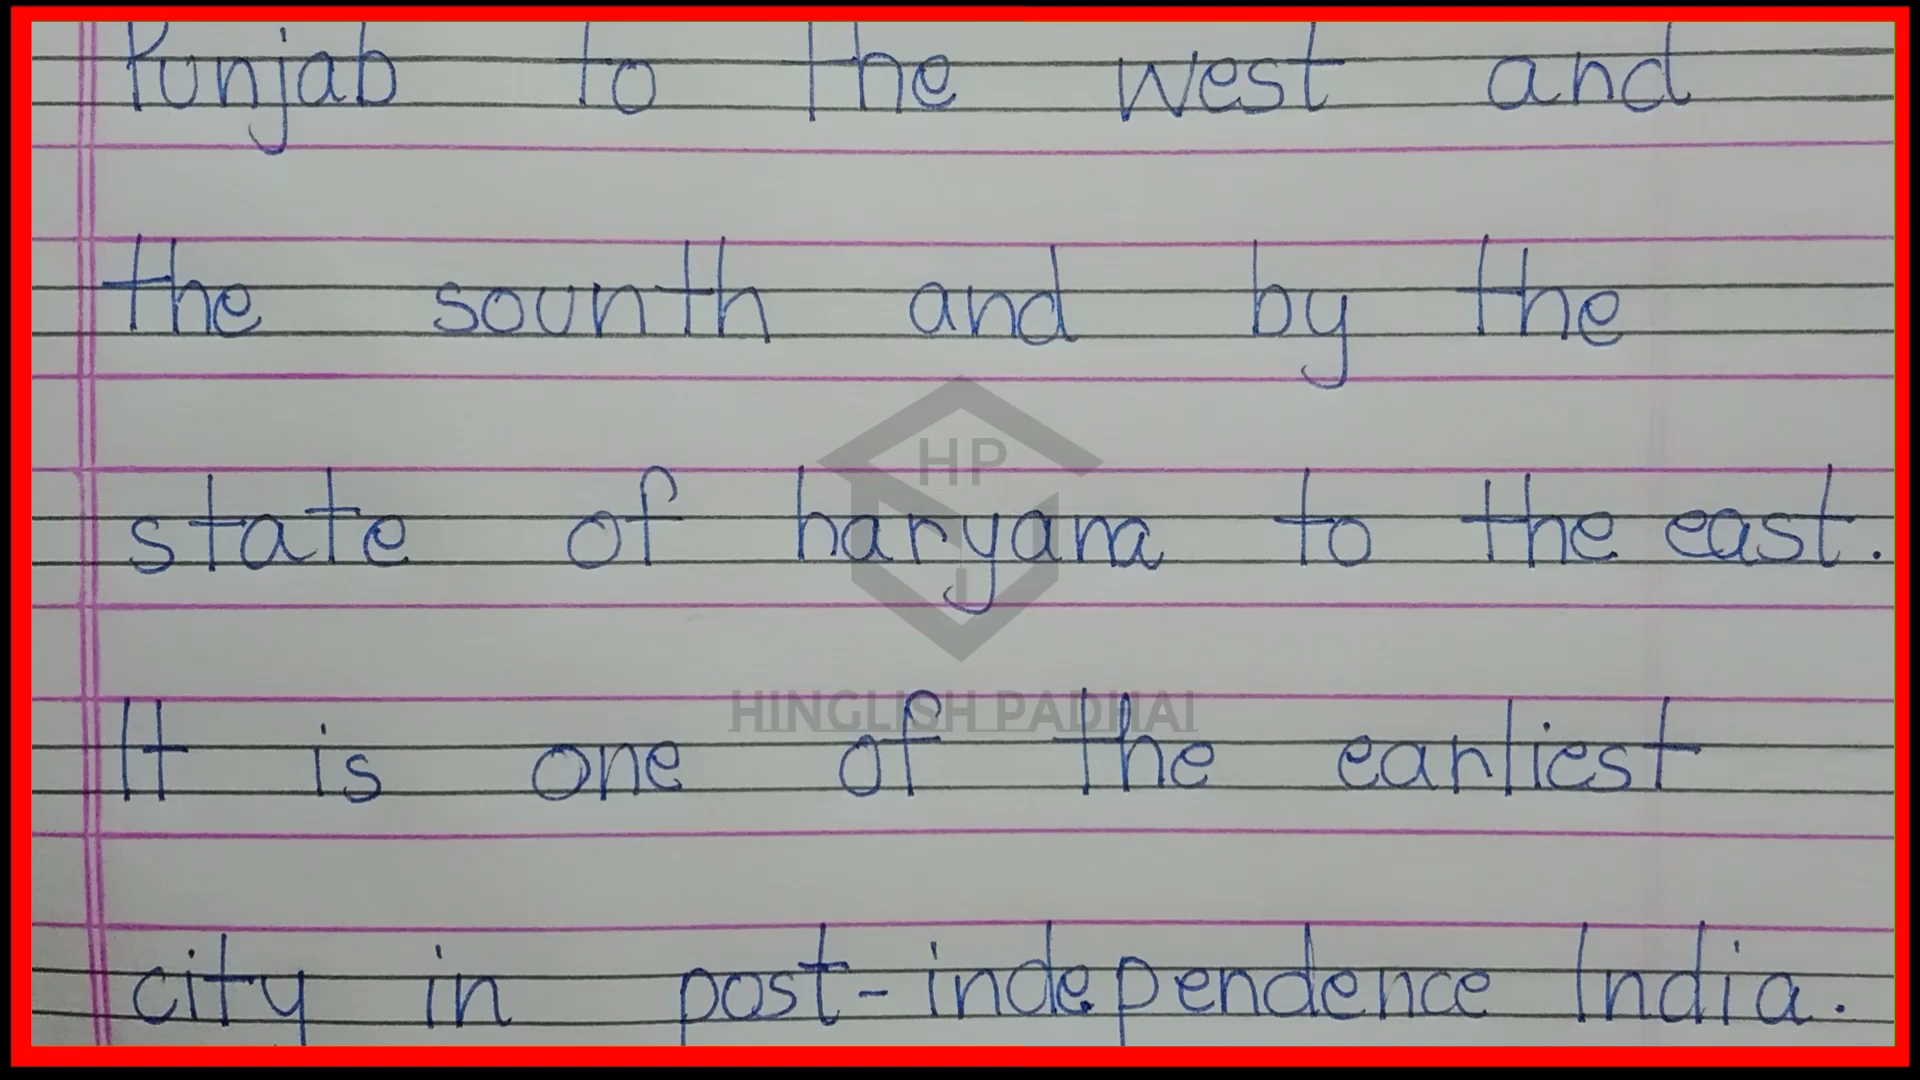 Punjab to the west and
the sounth and by the
HP
state of haryana to the east.
HINGLISH PADHAI
It is one of the earliest
city in post-independence India.